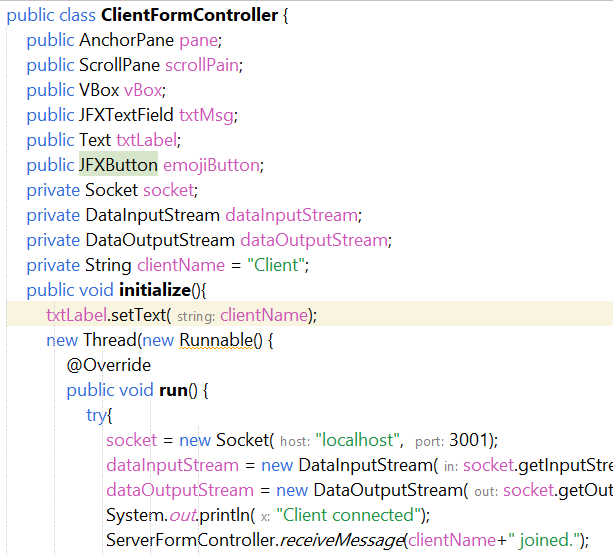 public class ClientFormController {
public AnchorPane pane;
public ScrollPane scrollPain;
public VBox vBox;
public JFXTextField txtMsg;
public Text txtLabel;
public JFXButton emojiButton;
private Socket socket;
private DataInputStream dataInputStream;
private DataOutputStream dataOutputStream;
private String clientName = "Client";
public void initialize(){
txtLabel.setText( string: clientName);
new Thread(new Runnable() {
@Override
public void run() {
try{
socket = new Socket( host: "localhost", port: 3001);
dataInputStream = new DataInputStream( in: socket.getInputStre
dataOutputStream = new DataOutputStream( out: socket.getOut
System.out.println( x: "Client connected");
ServerFormController.receiveMessage(clientName+" joined.");